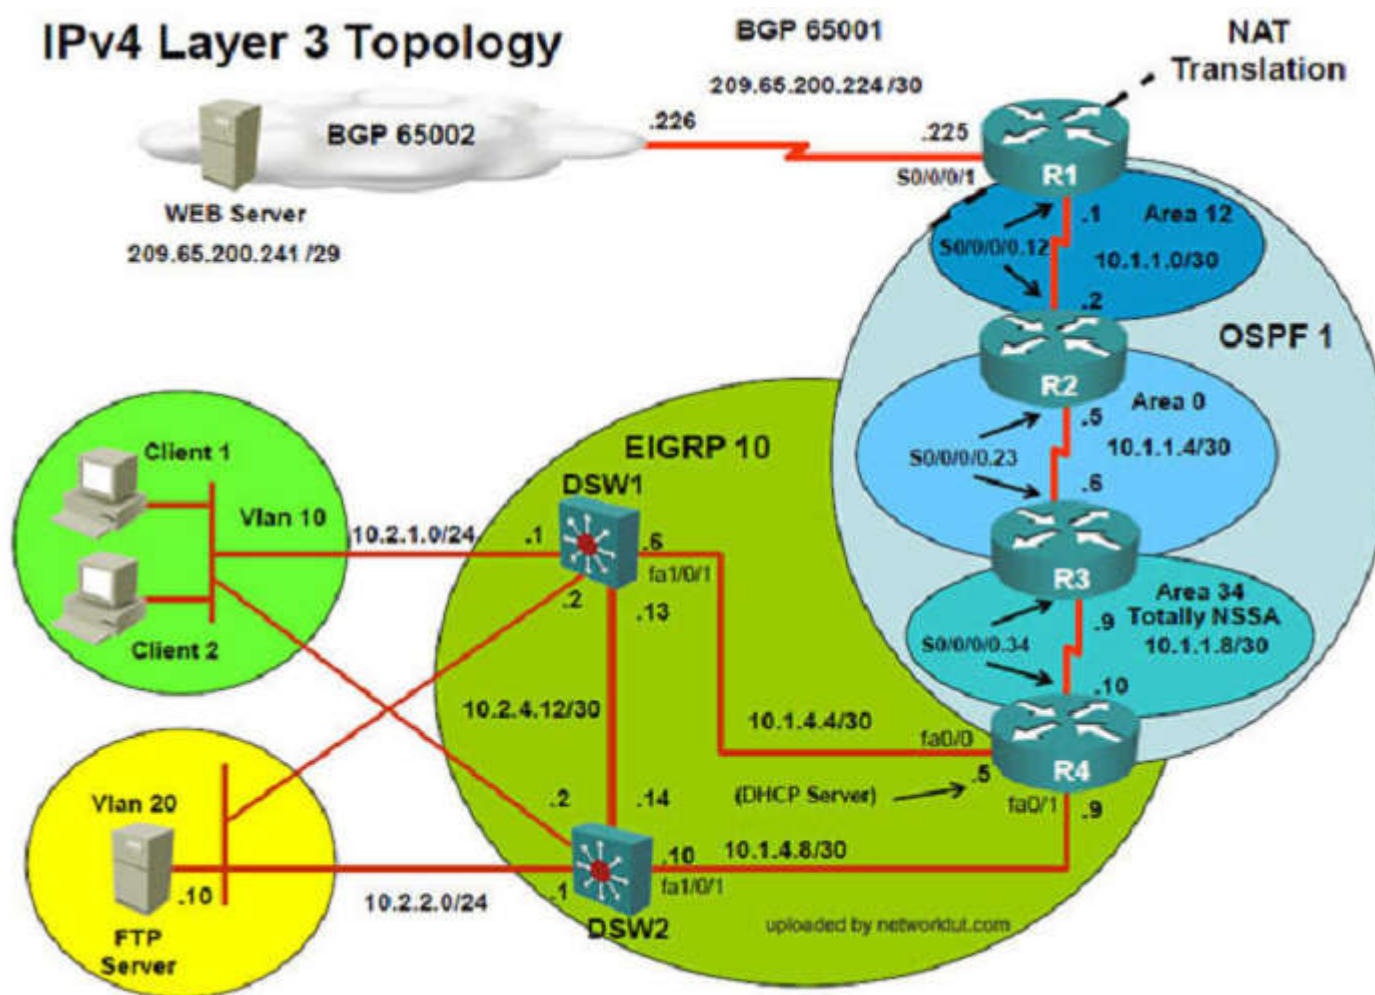 IPv4 Layer 3 Topology
BGP 65001
NAT
Translation
209.65.200.224 /30
BGP 65002
.226
.225
R1
S0/0/0/1
WEB Server
209.65.200.241 /29
.1
Area 12
S0/0/0/0.12
10.1.1.0/30
.2
OSPF 1
R2
Area 0
.5
10.1.1.4/30
S0/0/0/0.23
.6
EIGRP 10
Client 1
DSW1
Vlan 10
10.2.1.0/24
.1
.6
fa1/0/1
R3
Area 34
Totally NSSA
10.1.1.8/30
.9
S0/0/0/0.34
.10
.2
.13
Client 2
10.2.4.12/30
10.1.4.4/30
fa0/0
R4
.5
(DHCP Server)
fa0/1
.9
Vlan 20
.2
.14
.10
10.1.4.8/30
fa1/0/1
.10
10.2.2.0/24
.1
DSW2
uploaded by networktut.com
FTP
Server